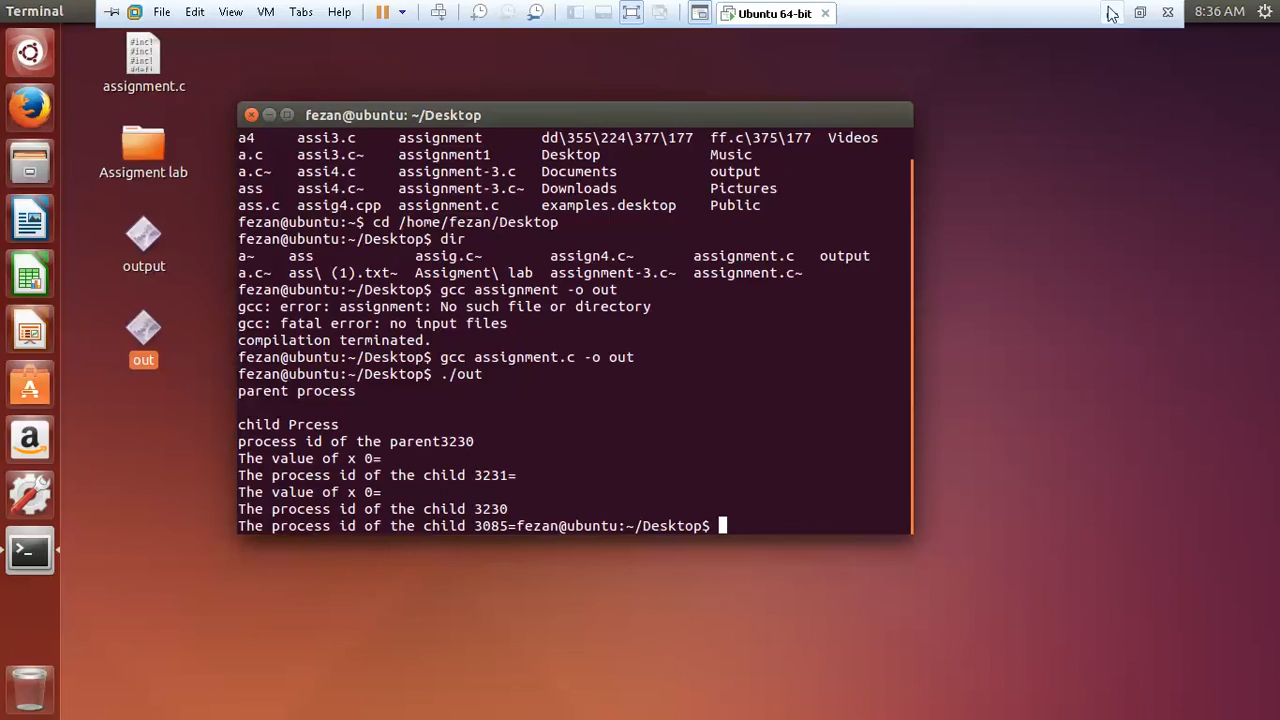 Terminal
File Edit View VM Tabs Help
Ubuntu 64-bit
8:36 AM
assignment.c
Assigment lab
output
out
fezan@ubuntu: ~/Desktop
a4 assi3.c assignment dd\355\224\377\177 ff.c\375\177 Videos
a.c assi3.c~ assignment1 Desktop Music
a.c~ assi4.c assignment-3.c Documents output
ass assi4.c~ assignment-3.c~ Downloads Pictures
ass.c assig4.cpp assignment.c examples.desktop Public
fezan@ubuntu:~$ cd /home/fezan/Desktop
fezan@ubuntu:~/Desktop$ dir
a~ ass assig.c~ assign4.c~ assignment.c output
a.c~ ass\ (1).txt~ Assigment\ lab assignment-3.c~ assignment.c~
fezan@ubuntu:~/Desktop$ gcc assignment -o out
gcc: error: assignment: No such file or directory
gcc: fatal error: no input files
compilation terminated.
fezan@ubuntu:~/Desktop$ gcc assignment.c -o out
fezan@ubuntu:~/Desktop$ ./out
parent process
child Prcess
process id of the parent3230
The value of x 0=
The process id of the child 3231=
The value of x 0=
The process id of the child 3230
The process id of the child 3085=fezan@ubuntu:~/Desktop$